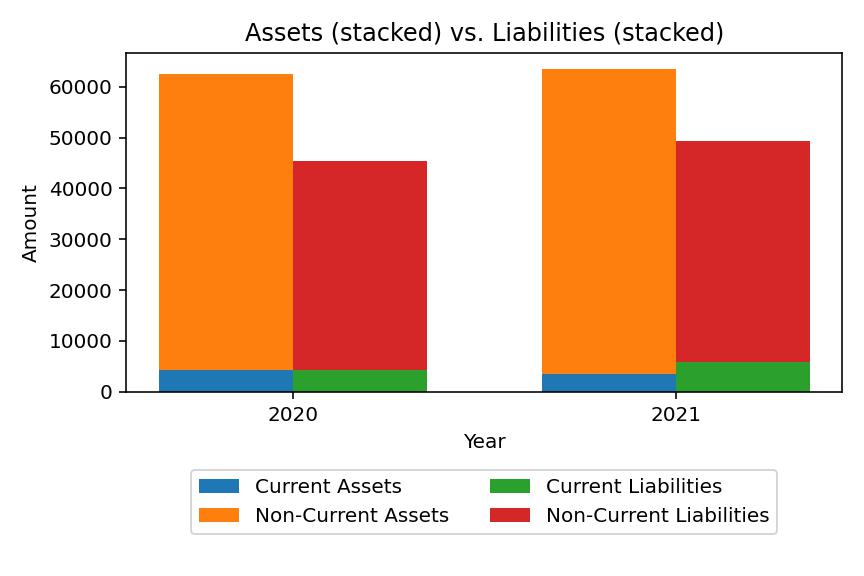 Assets (stacked) vs. Liabilities (stacked)
Amount
60000
50000
40000
30000
20000
10000
0
2020
2021
Year
Current Assets
Non-Current Assets
Current Liabilities
Non-Current Liabilities